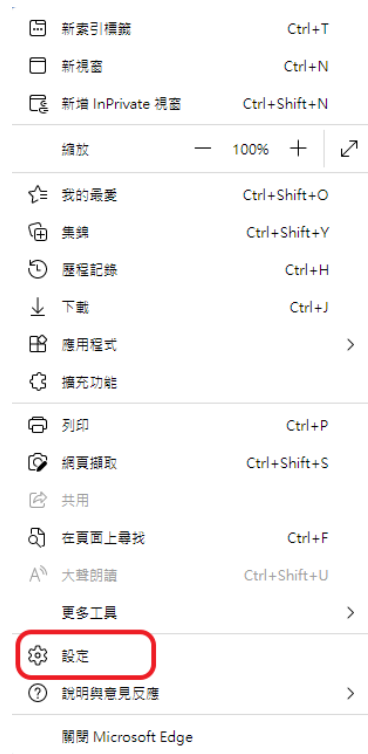 新索引標籤 Ctrl+T
新視窗 Ctrl+N
新增 InPrivate 視窗 Ctrl+Shift+N
縮放 — 100% +
我的最愛 Ctrl+Shift+O
集錦 Ctrl+Shift+Y
歷程記錄 Ctrl+H
下載 Ctrl+J
應用程式
擴充功能
列印 Ctrl+P
網頁擷取 Ctrl+Shift+S
共用
在頁面上尋找 Ctrl+F
大聲朗讀 Ctrl+Shift+U
更多工具
設定
說明與意見反應
關閉 Microsoft Edge